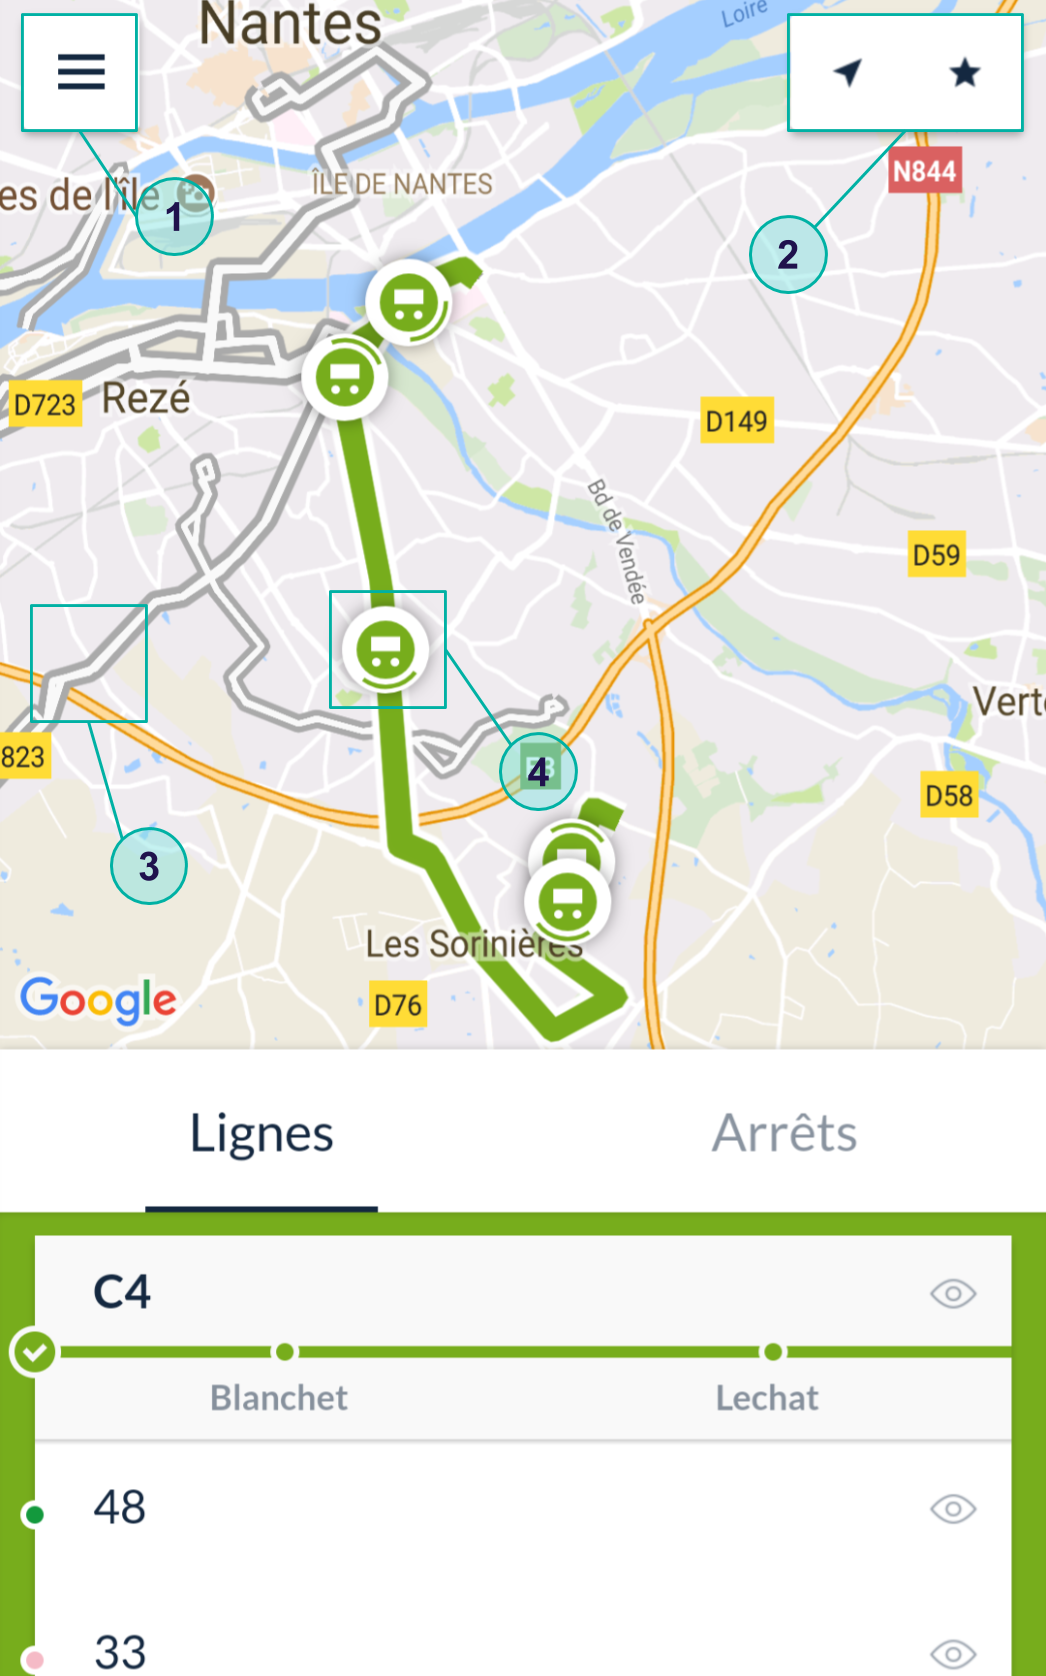 Nantes
Loire
N844
es de l'Île
ÎLE DE NANTES
1
2
D723
Rezé
D149
Bd de Vendée
D59
Vert
823
4
D58
3
Les Sorinières
Google
D76
Lignes
Arrêts
C4
Blanchet
Lechat
48
33